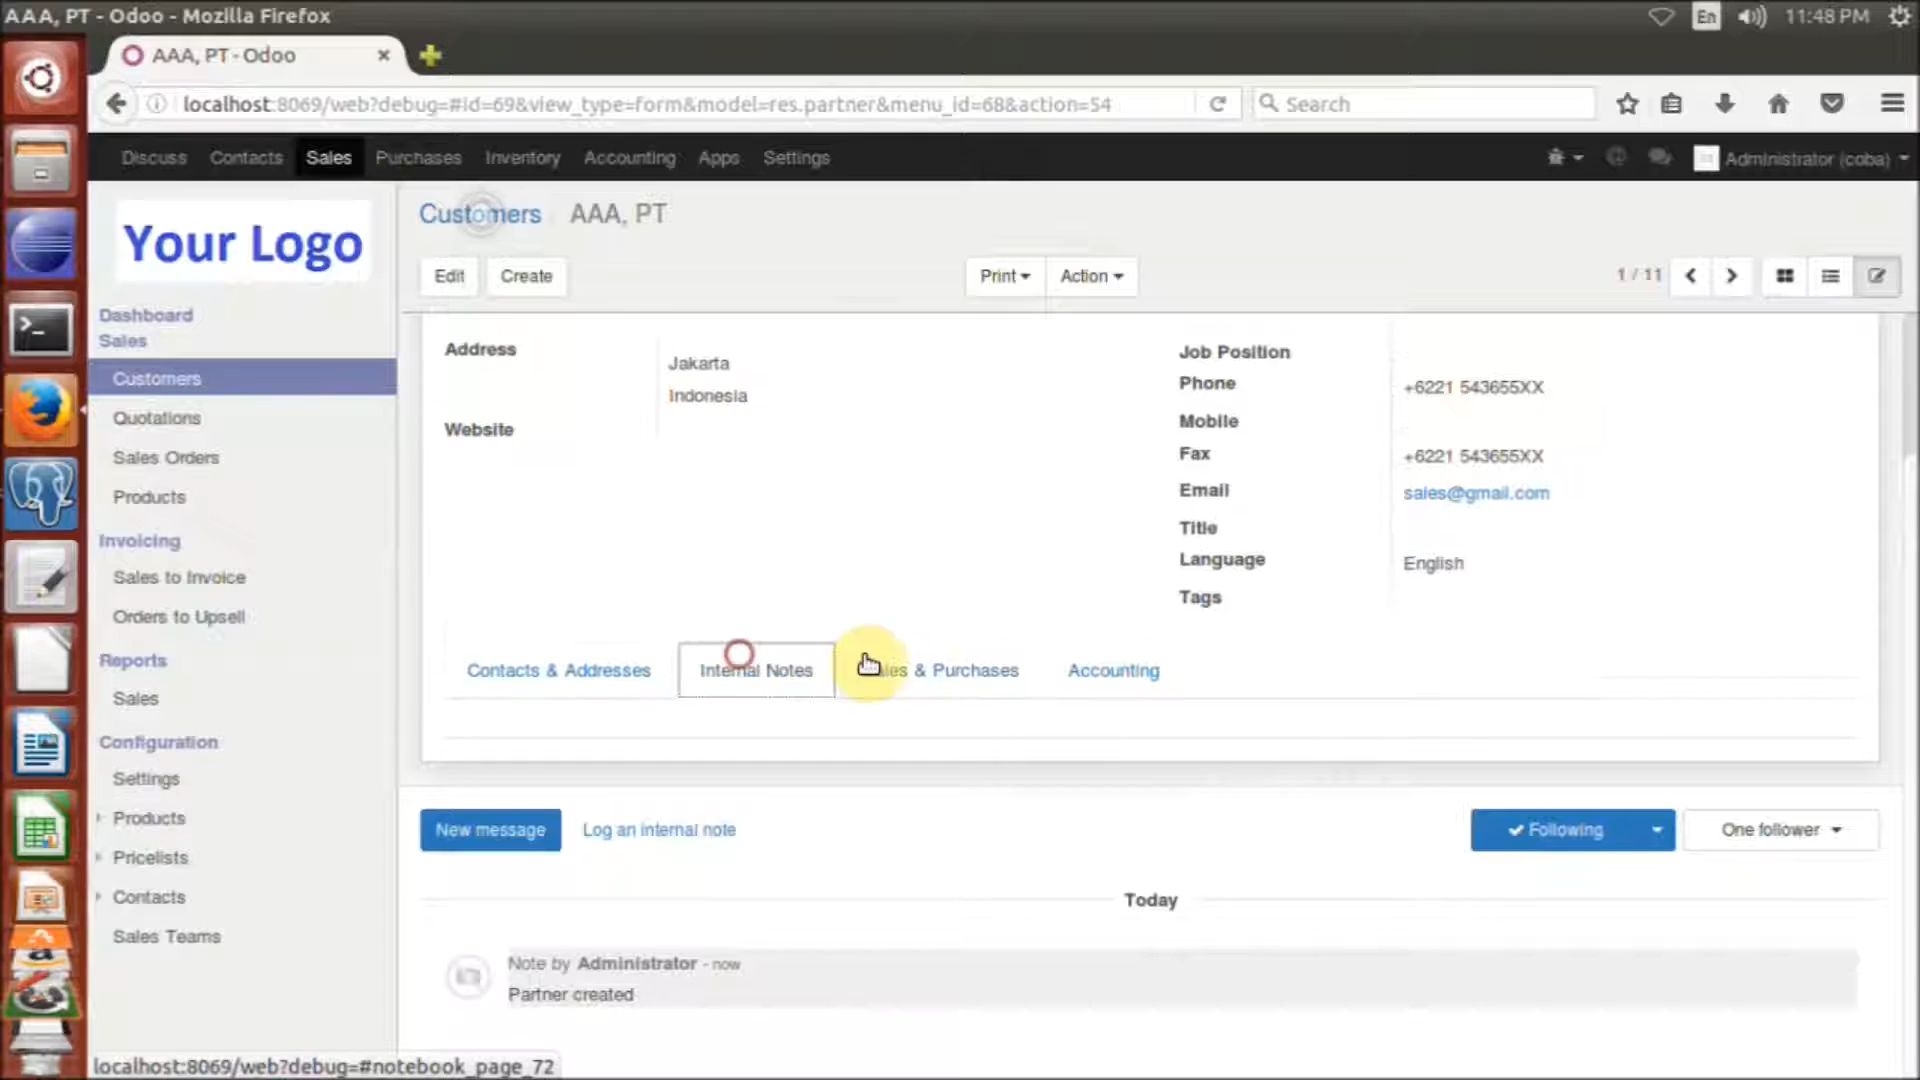 AAA, PT - Odoo - Mozilla Firefox
En
11:48 PM
AAA, PT - Odoo
localhost:8069/web?debug=#id=69&view_type=form&model=res.partner&menu_id=68&action=54
Search
Discuss Contacts Sales Purchases Inventory Accounting Apps Settings
Administrator (coba)
Your Logo
Dashboard
Sales
Customers
Quotations
Sales Orders
Products
Invoicing
Sales to Invoice
Orders to Upsell
Reports
Sales
Configuration
Settings
Products
Pricelists
Contacts
Sales Teams
Customers AAA, PT
Edit Create Print Action 1 / 11
Address
Jakarta
Indonesia
Website
Job Position
Phone +6221 543655XX
Mobile
Fax +6221 543655XX
Email sales@gmail.com
Title
Language English
Tags
Contacts & Addresses Internal Notes & Purchases Accounting
New message Log an internal note Following One follower
Today
Note by Administrator - now
Partner created
localhost:8069/web?debug=#notebook_page_72